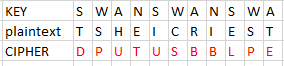 KEY S W A N S W A N S W A
plaintext T S H E I C R I E S T
CIPHER D P U T U S B B L P E